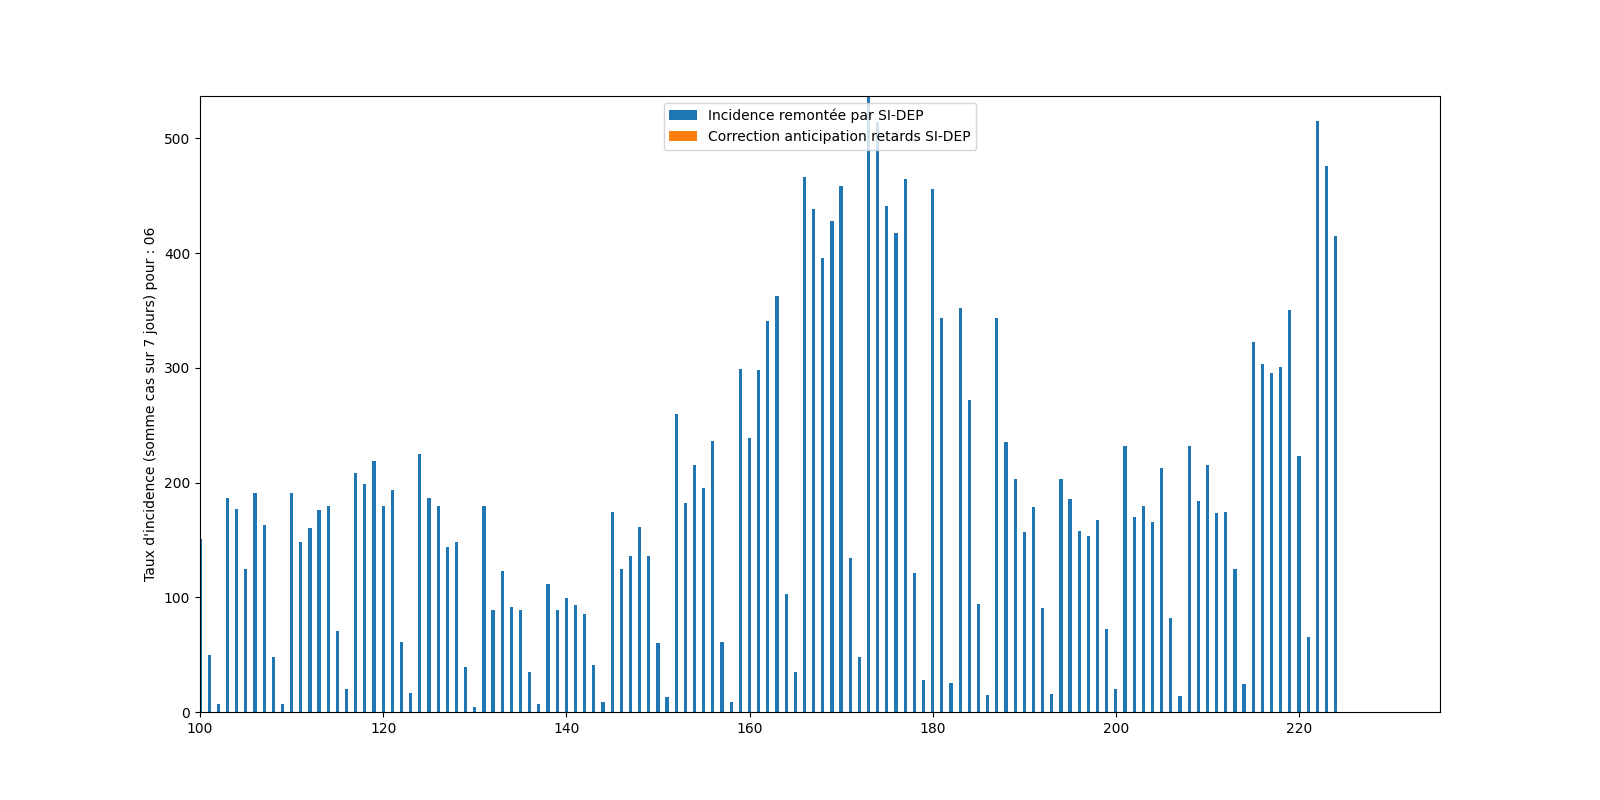 Incidence remontée par SI-DEP
Correction anticipation retards SI-DEP
Taux d'incidence (somme cas sur 7 jours) pour : 06
500
400
300
200
100
0
100 120 140 160 180 200 220